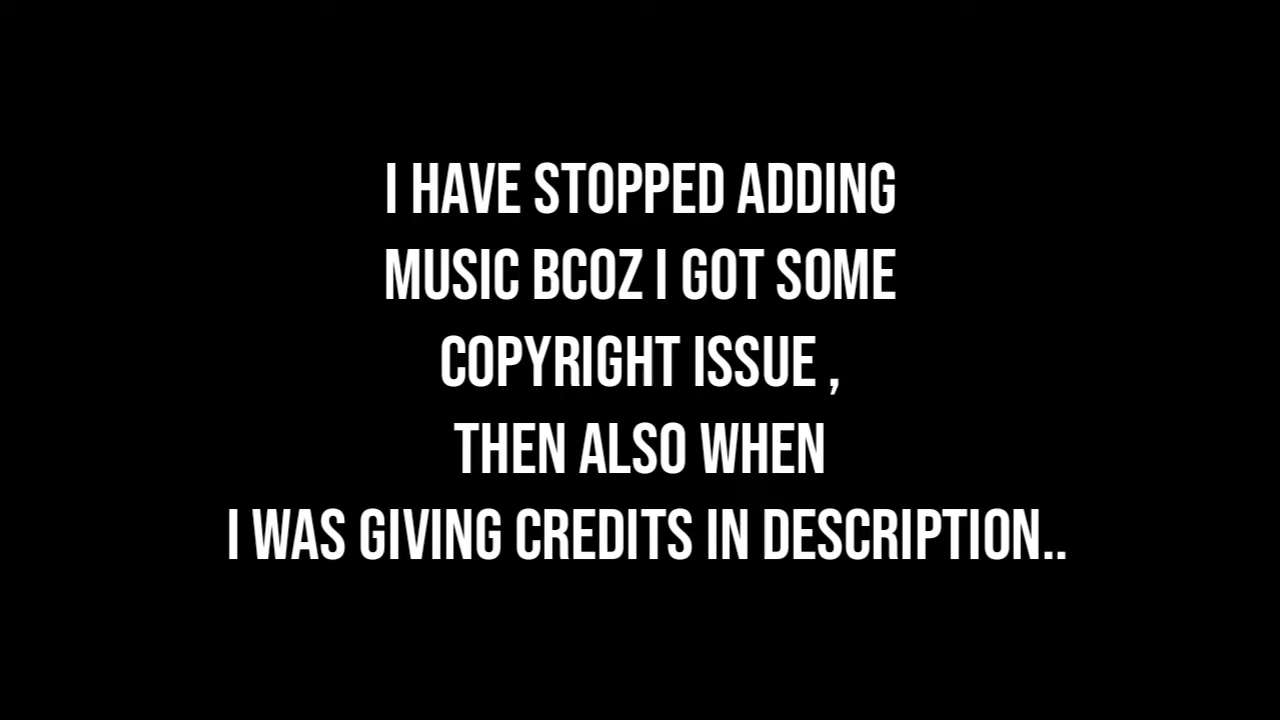 I HAVE STOPPED ADDING
MUSIC BCOZ I GOT SOME
COPYRIGHT ISSUE ,
THEN ALSO WHEN
I WAS GIVING CREDITS IN DESCRIPTION..